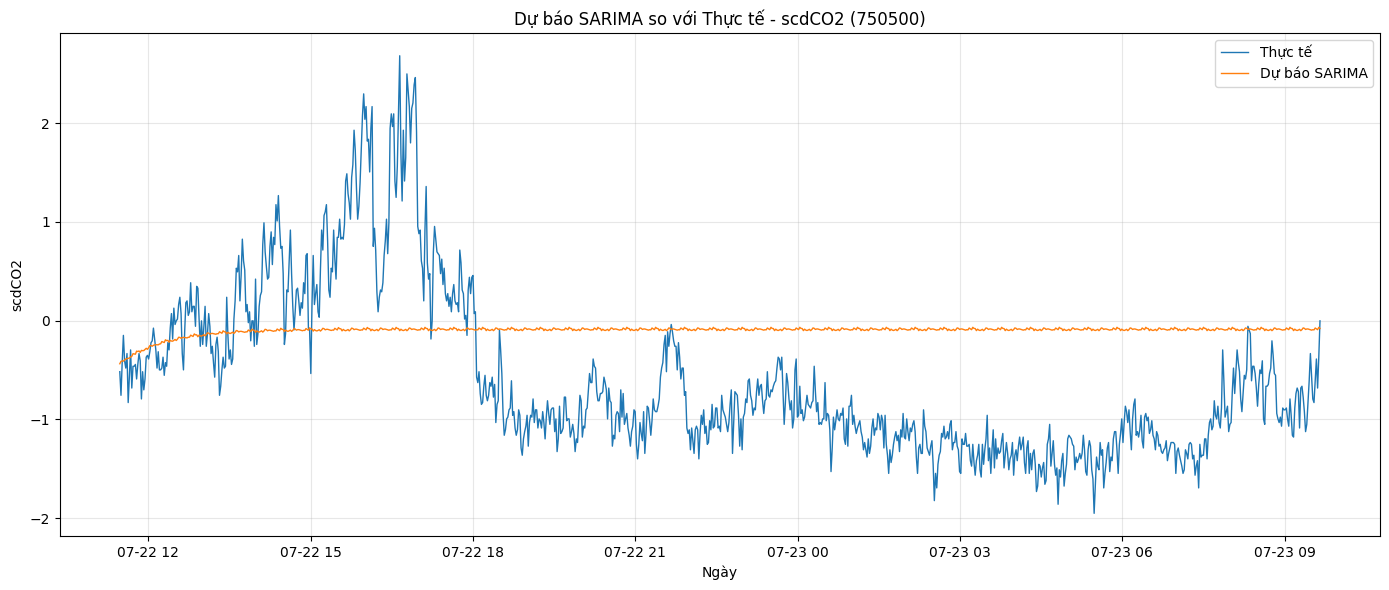 Dự báo SARIMA so với Thực tế - scdCO2 (750500)
Thực tế
Dự báo SARIMA
scdCO2
2
1
0
−1
−2
07-22 12
07-22 15
07-22 18
07-22 21
07-23 00
07-23 03
07-23 06
07-23 09
Ngày